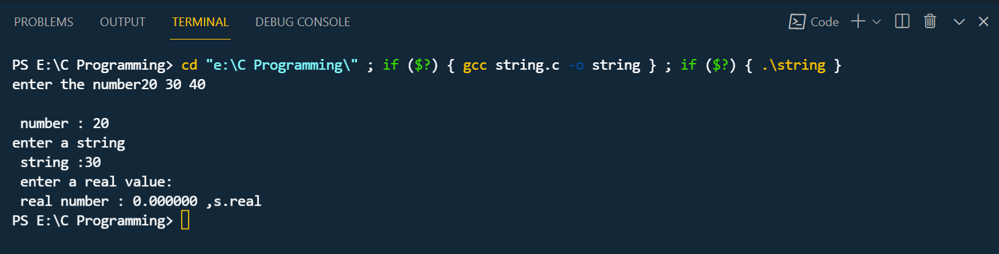 PROBLEMS OUTPUT TERMINAL DEBUG CONSOLE Code
PS E:\C Programming> cd "e:\C Programming\" ; if ($?) { gcc string.c -o string } ; if ($?) { .\string }
enter the number20 30 40
number : 20
enter a string
string :30
enter a real value:
real number : 0.000000 ,s.real
PS E:\C Programming>